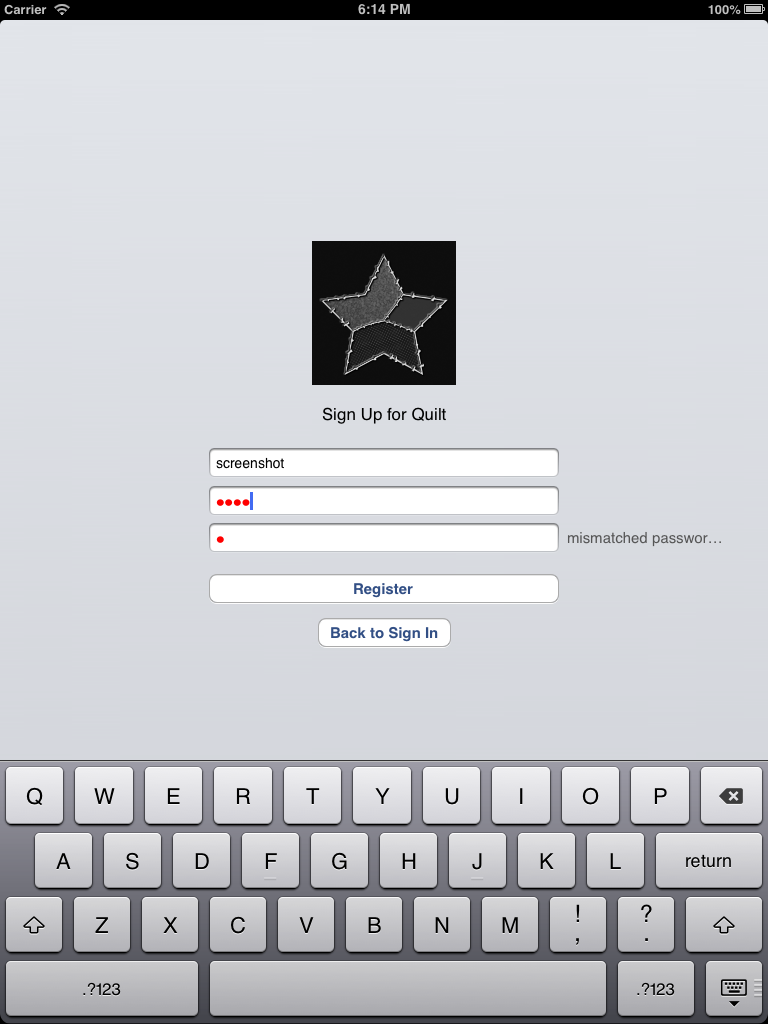 Carrier 6:14 PM 100%
Sign Up for Quilt
screenshot
mismatched passwor…
Register
Back to Sign In
Q W E R T Y U I O P
A S D F G H J K L return
Z X C V B N M ! , ? .
.?123 .?123